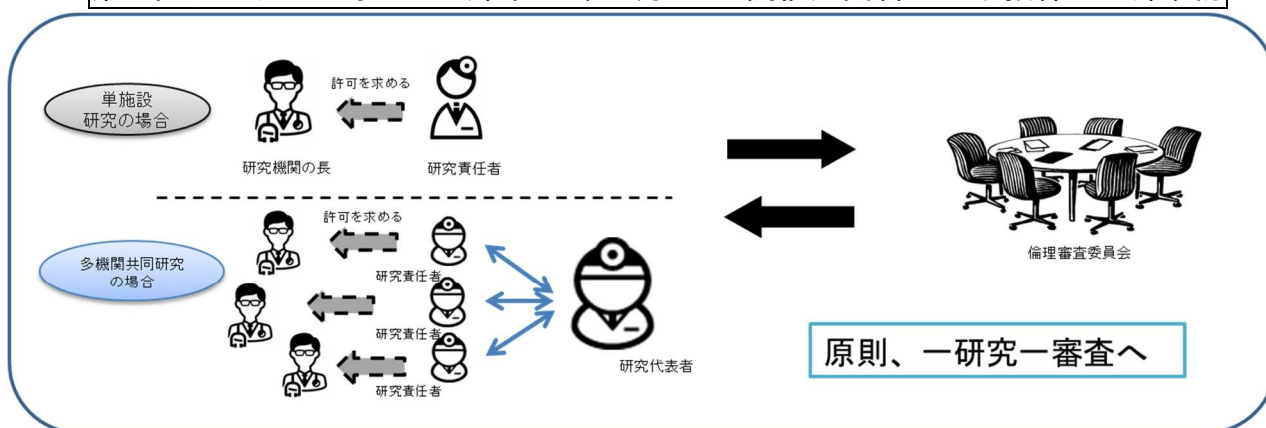 単施設
研究の場合
許可を求める
研究機関の長
研究責任者
許可を求める
多機関共同研究
の場合
研究責任者
研究責任者
研究責任者
研究代表者
倫理審査委員会
原則、一研究一審査へ